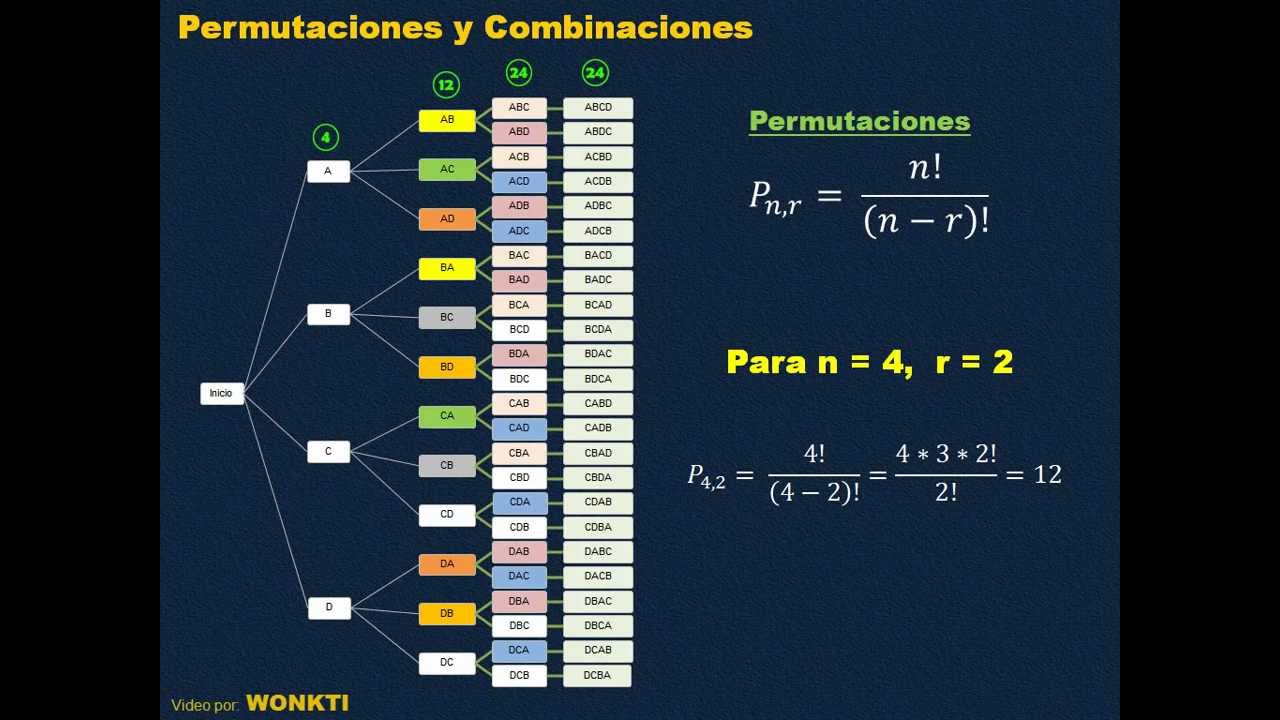 Permutaciones y Combinaciones
4
12
24
24
Inicio
A
B
C
D
AB
AC
AD
BA
BC
BD
CA
CB
CD
DA
DB
DC
ABC
ABD
ACB
ACD
ADB
ADC
BAC
BAD
BCA
BCD
BDA
BDC
CAB
CAD
CBA
CBD
CDA
CDB
DAB
DAC
DBA
DBC
DCA
DCB
ABCD
ABDC
ACBD
ACDB
ADBC
ADCB
BACD
BADC
BCAD
BCDA
BDAC
BDCA
CABD
CADB
CBAD
CBDA
CDAB
CDBA
DABC
DACB
DBAC
DBCA
DCAB
DCBA
Permutaciones
P_{n,r} = n! / (n − r)!
Para n = 4, r = 2
P_{4,2} = 4! / (4 − 2)! = 4 ∗ 3 ∗ 2! / 2! = 12
Video por: WONKTI